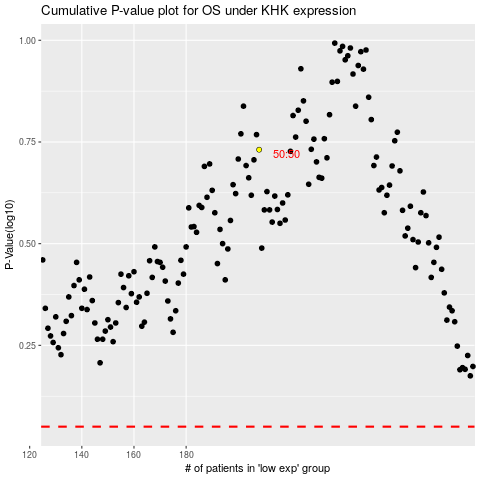 Cumulative P-value plot for OS under KHK expression
1.00
0.75
0.50
0.25
P-Value(log10)
50:50
120 140 160 180
# of patients in 'low exp' group